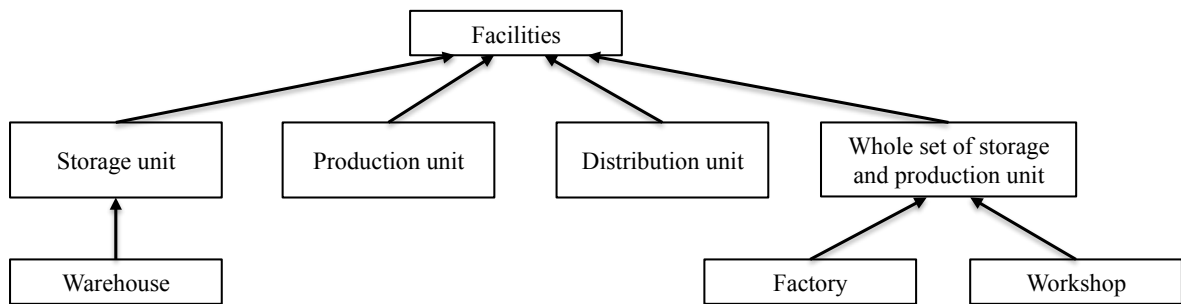 Facilities
Storage unit
Production unit
Distribution unit
Whole set of storage
and production unit
Warehouse
Factory
Workshop